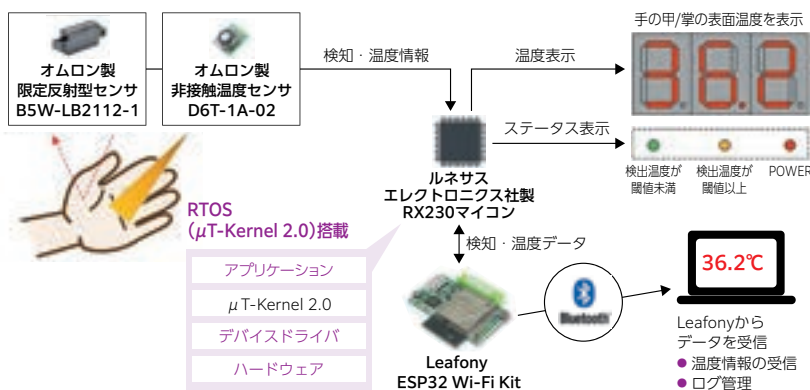 オムロン製
限定反射型センサ
B5W-LB2112-1
オムロン製
非接触温度センサ
D6T-1A-02
検知・温度情報
温度表示
手の甲/掌の表面温度を表示
36.2
ステータス表示
検出温度が
閾値未満
検出温度が
閾値以上
POWER
ルネサス
エレクトロニクス社製
RX230マイコン
RTOS
(μT-Kernel 2.0)搭載
アプリケーション
μT-Kernel 2.0
デバイスドライバ
ハードウェア
検知・温度データ
Leafony
ESP32 Wi-Fi Kit
Bluetooth
36.2℃
Leafonyから
データを受信
● 温度情報の受信
● ログ管理